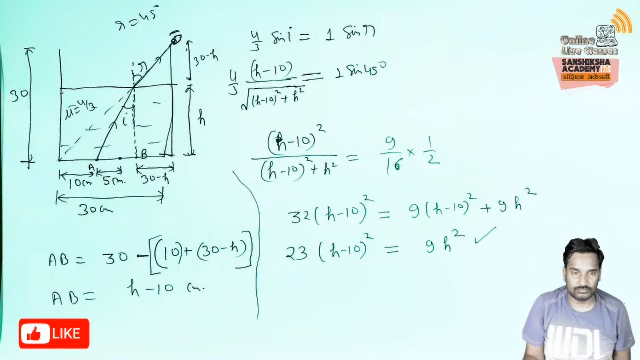 r=45°
4/3 sin i = 1 sin r
4/3 (h-10)/√((h-10)²+h²) = 1 sin 45°
(h-10)²/((h-10)²+h²) = 9/16 × 1/2
32(h-10)² = 9(h-10)² + 9h²
23(h-10)² = 9h² ✓
30
30-h
h
i
r
μ=4/3
i
A
B
10cm
5cm
30-h
30cm
AB = 30 - [(10)+(30-h)]
AB = h-10 cm.
LIKE
Online
Live Classes
SANSHIKSHA
ACADEMY